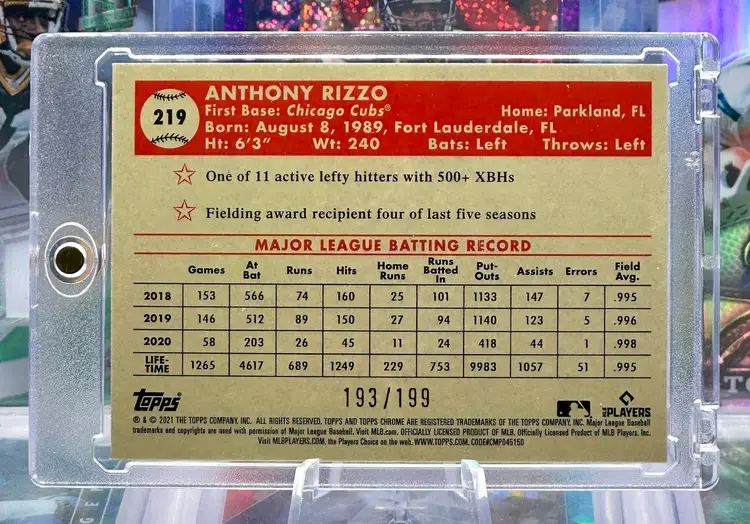 219
ANTHONY RIZZO
First Base: Chicago Cubs® Home: Parkland, FL
Born: August 8, 1989, Fort Lauderdale, FL
Ht: 6'3" Wt: 240 Bats: Left Throws: Left
One of 11 active lefty hitters with 500+ XBHs
Fielding award recipient four of last five seasons
MAJOR LEAGUE BATTING RECORD
Games At Bat Runs Hits Home Runs Runs Batted In Put-Outs Assists Errors Field Avg.
2018 153 566 74 160 25 101 1133 147 7 .995
2019 146 512 89 150 27 94 1140 123 5 .996
2020 58 203 26 45 11 24 418 44 1 .998
LIFE-TIME 1265 4617 689 1249 229 753 9983 1057 51 .995
Topps® 193/199 MLB PLAYERS
® & © 2021 THE TOPPS COMPANY, INC. ALL RIGHTS RESERVED. TOPPS AND TOPPS CHROME ARE REGISTERED TRADEMARKS OF THE TOPPS COMPANY, INC. Major League Baseball
trademarks and copyrights are used with permission of Major League Baseball. Visit MLB.com. OFFICIALLY LICENSED PRODUCT OF MLB. Officially Licensed Product of MLB Players, Inc.
Visit MLBPLAYERS.com, the Players Choice on the web. WWW.TOPPS.COM. CODE#CMP045150